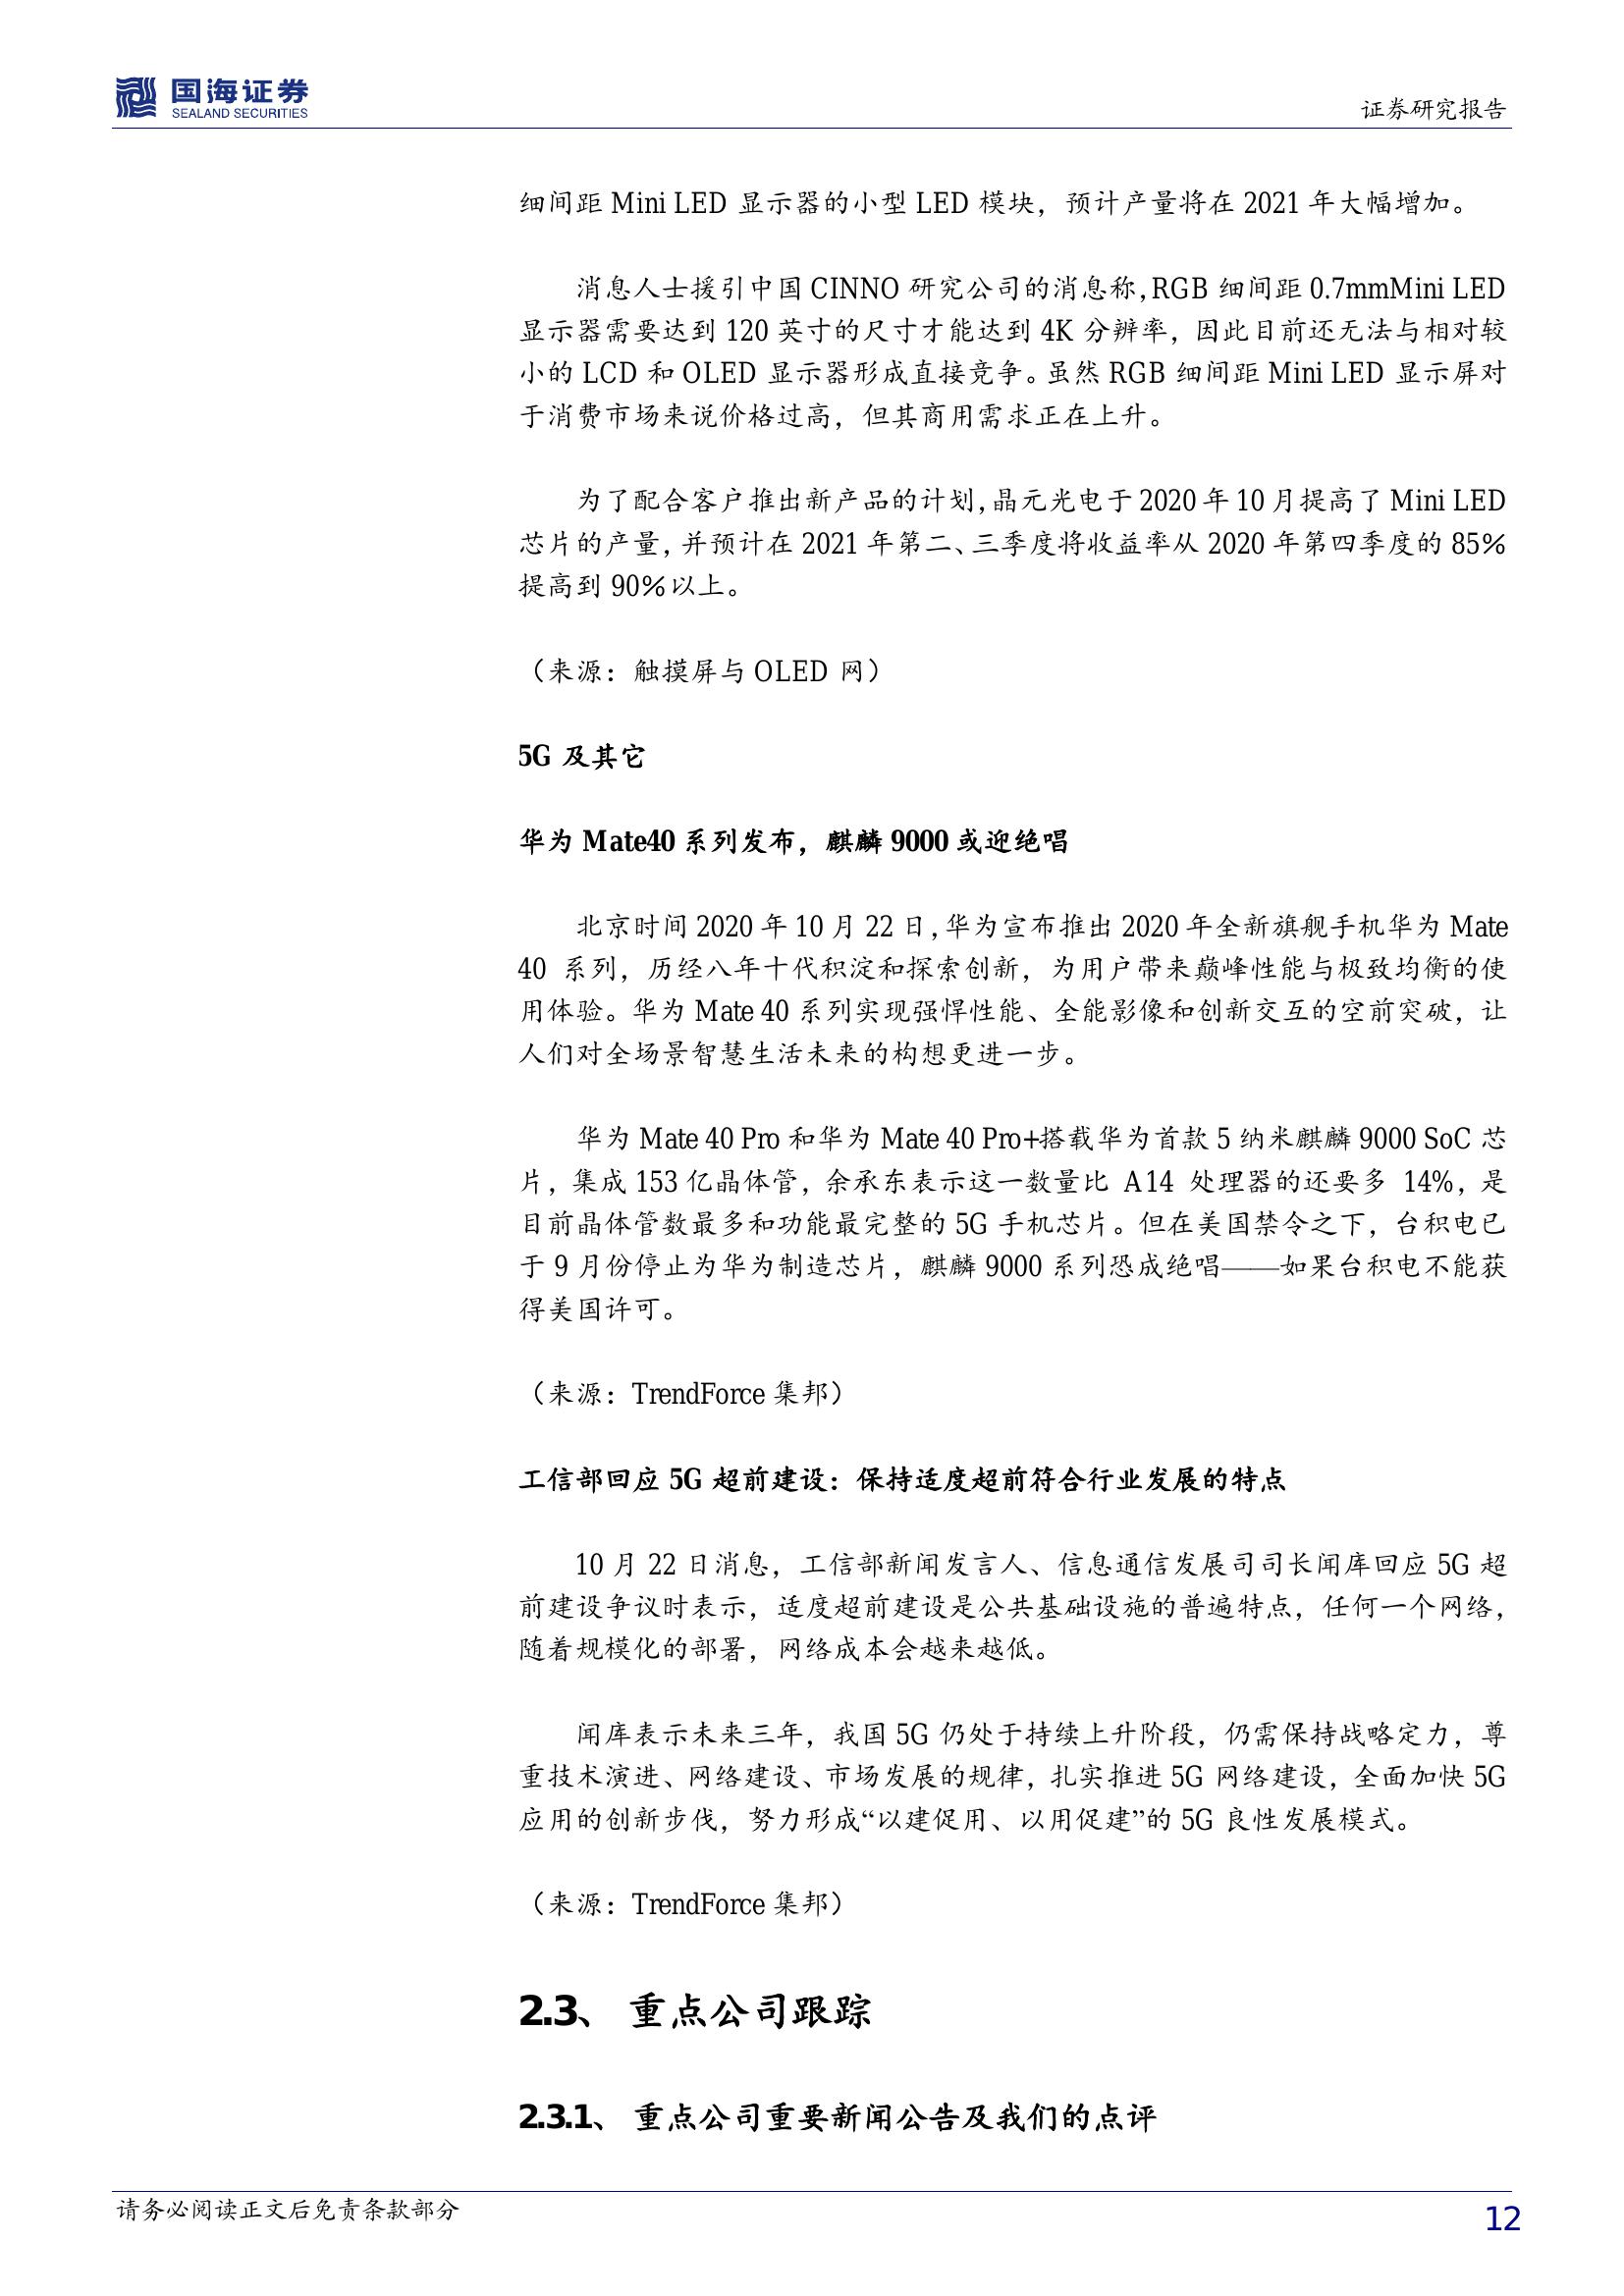 国海证券
SEALAND SECURITIES
证券研究报告
细间距 Mini LED 显示器的小型 LED 模块，预计产量将在 2021 年大幅增加。
消息人士援引中国 CINNO 研究公司的消息称，RGB 细间距 0.7mmMini LED
显示器需要达到 120 英寸的尺寸才能达到 4K 分辨率，因此目前还无法与相对较
小的 LCD 和 OLED 显示器形成直接竞争。虽然 RGB 细间距 Mini LED 显示屏对
于消费市场来说价格过高，但其商用需求正在上升。
为了配合客户推出新产品的计划，晶元光电于 2020 年 10 月提高了 Mini LED
芯片的产量，并预计在 2021 年第二、三季度将收益率从 2020 年第四季度的 85%
提高到 90%以上。
（来源：触摸屏与 OLED 网）
5G 及其它
华为 Mate40 系列发布，麒麟 9000 或迎绝唱
北京时间 2020 年 10 月 22 日，华为宣布推出 2020 年全新旗舰手机华为 Mate
40 系列，历经八年十代积淀和探索创新，为用户带来巅峰性能与极致均衡的使
用体验。华为 Mate 40 系列实现强悍性能、全能影像和创新交互的空前突破，让
人们对全场景智慧生活未来的构想更进一步。
华为 Mate 40 Pro 和华为 Mate 40 Pro+搭载华为首款 5 纳米麒麟 9000 SoC 芯
片，集成 153 亿晶体管，余承东表示这一数量比 A14 处理器的还要多 14%，是
目前晶体管数最多和功能最完整的 5G 手机芯片。但在美国禁令之下，台积电已
于 9 月份停止为华为制造芯片，麒麟 9000 系列恐成绝唱——如果台积电不能获
得美国许可。
（来源：TrendForce 集邦）
工信部回应 5G 超前建设：保持适度超前符合行业发展的特点
10 月 22 日消息，工信部新闻发言人、信息通信发展司司长闻库回应 5G 超
前建设争议时表示，适度超前建设是公共基础设施的普遍特点，任何一个网络，
随着规模化的部署，网络成本会越来越低。
闻库表示未来三年，我国 5G 仍处于持续上升阶段，仍需保持战略定力，尊
重技术演进、网络建设、市场发展的规律，扎实推进 5G 网络建设，全面加快 5G
应用的创新步伐，努力形成“以建促用、以用促建”的 5G 良性发展模式。
（来源：TrendForce 集邦）
2.3、 重点公司跟踪
2.3.1、 重点公司重要新闻公告及我们的点评
请务必阅读正文后免责条款部分
12